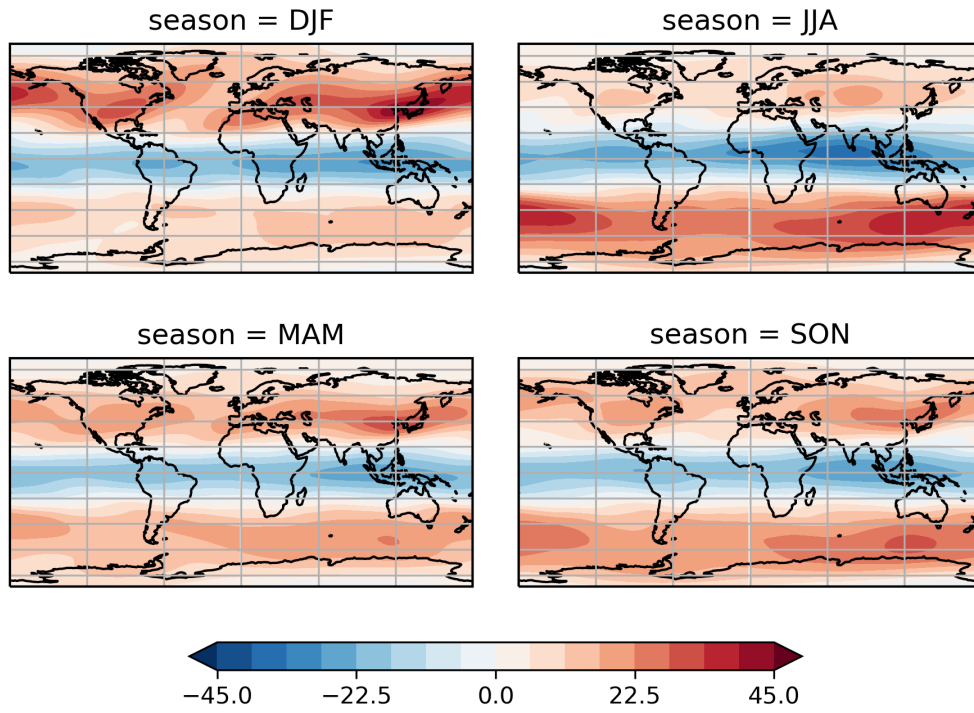 season = DJF
season = JJA
season = MAM
season = SON
−45.0 −22.5 0.0 22.5 45.0